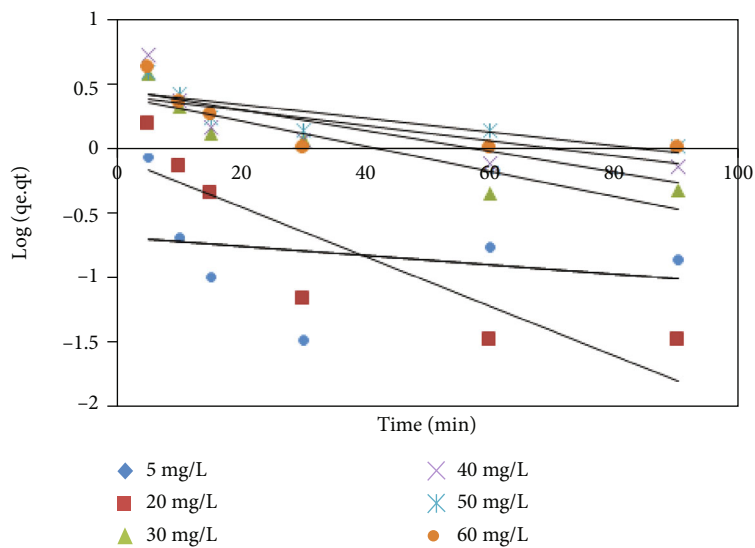 1
0.5
0
−0.5
−1
−1.5
−2
0
20
40
60
80
100
Log (qe.qt)
Time (min)
5 mg/L
20 mg/L
30 mg/L
40 mg/L
50 mg/L
60 mg/L